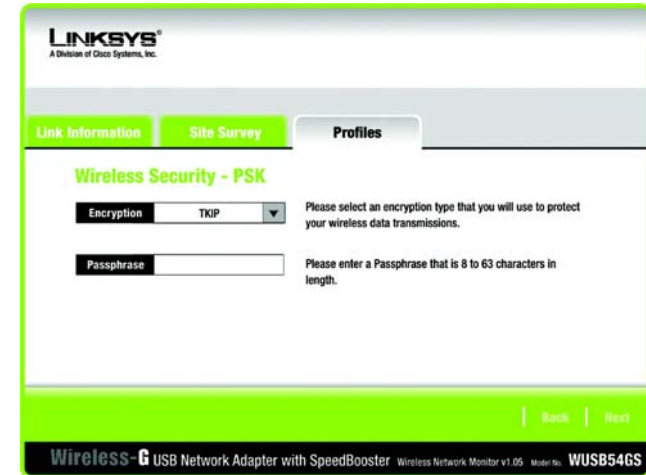 LINKSYS®
A Division of Cisco Systems, Inc.
Link Information Site Survey Profiles
Wireless Security - PSK
Encryption TKIP Please select an encryption type that you will use to protect
your wireless data transmissions.
Passphrase Please enter a Passphrase that is 8 to 63 characters in
length.
Back Next
Wireless-G USB Network Adapter with SpeedBooster Wireless Network Monitor v1.05 Model No. WUSB54GS